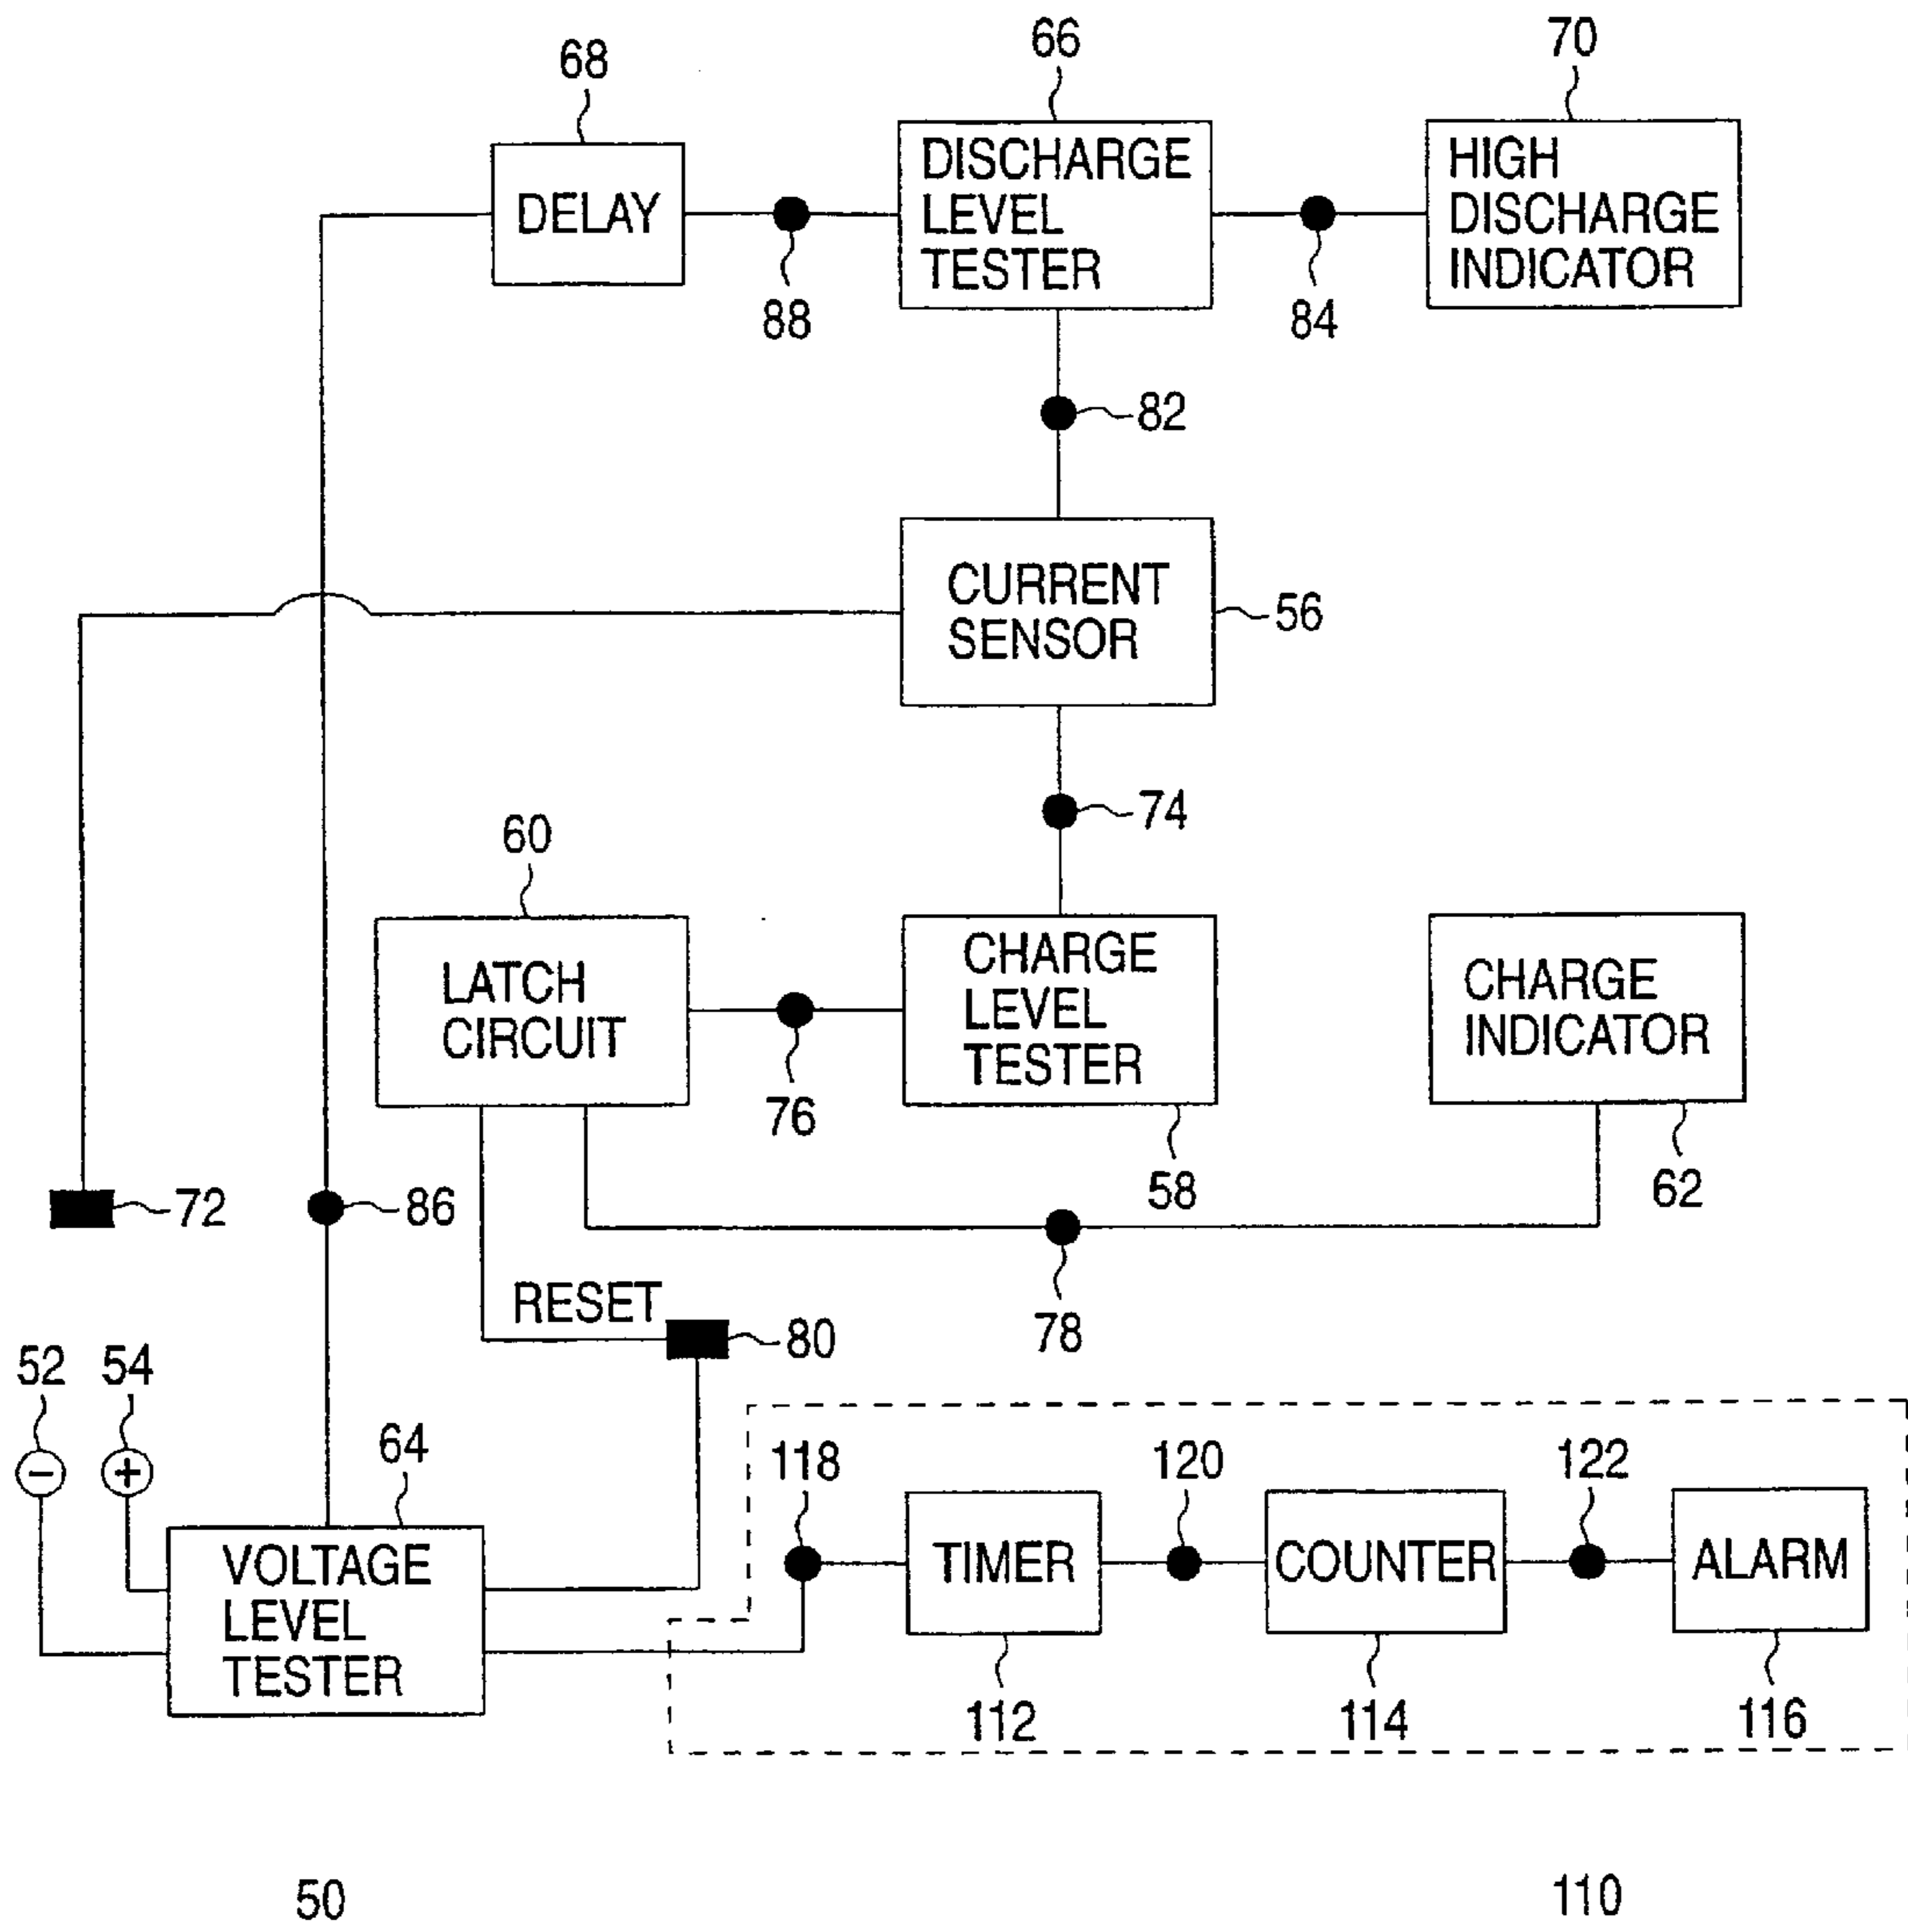 68
66
70
DELAY
DISCHARGE
LEVEL
TESTER
HIGH
DISCHARGE
INDICATOR
88
84
82
CURRENT
SENSOR
56
74
60
LATCH
CIRCUIT
CHARGE
LEVEL
TESTER
CHARGE
INDICATOR
76
58
62
72
86
78
RESET
80
52
54
64
−
+
VOLTAGE
LEVEL
TESTER
118
120
122
TIMER
COUNTER
ALARM
112
114
116
50
110